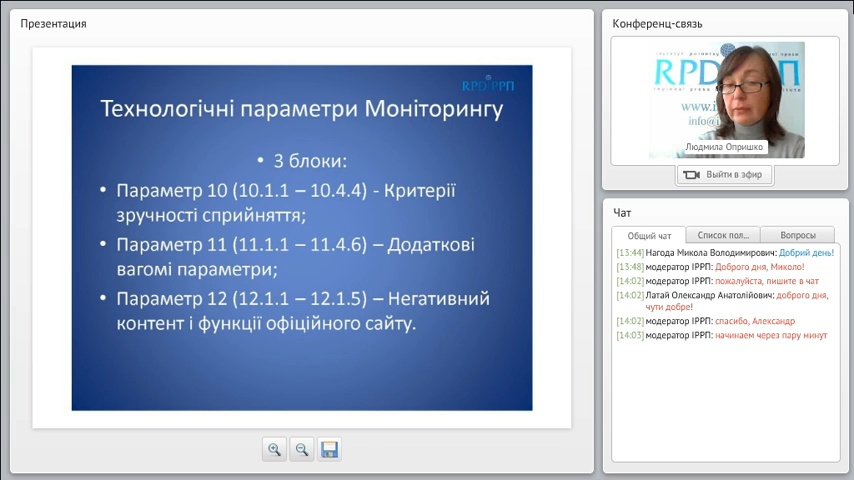 Презентация
RPD ІРРП
Технологічні параметри Моніторингу
• 3 блоки:
• Параметр 10 (10.1.1 – 10.4.4) - Критерії
зручності сприйняття;
• Параметр 11 (11.1.1 – 11.4.6) – Додаткові
вагомі параметри;
• Параметр 12 (12.1.1 – 12.1.5) – Негативний
контент і функції офіційного сайту.
Конференц-связь
Людмила Опришко
Выйти в эфир
Чат
Общий чат
Список пол...
Вопросы
[13:44] Нагода Микола Володимирович: Добрий день!
[13:48] модератор ІРРП: Доброго дня, Миколо!
[14:02] модератор ІРРП: пожалуйста, пишите в чат
[14:02] Латай Олександр Анатолійович: доброго дня,
чути добре!
[14:02] модератор ІРРП: спасибо, Александр
[14:03] модератор ІРРП: начинаем через пару минут